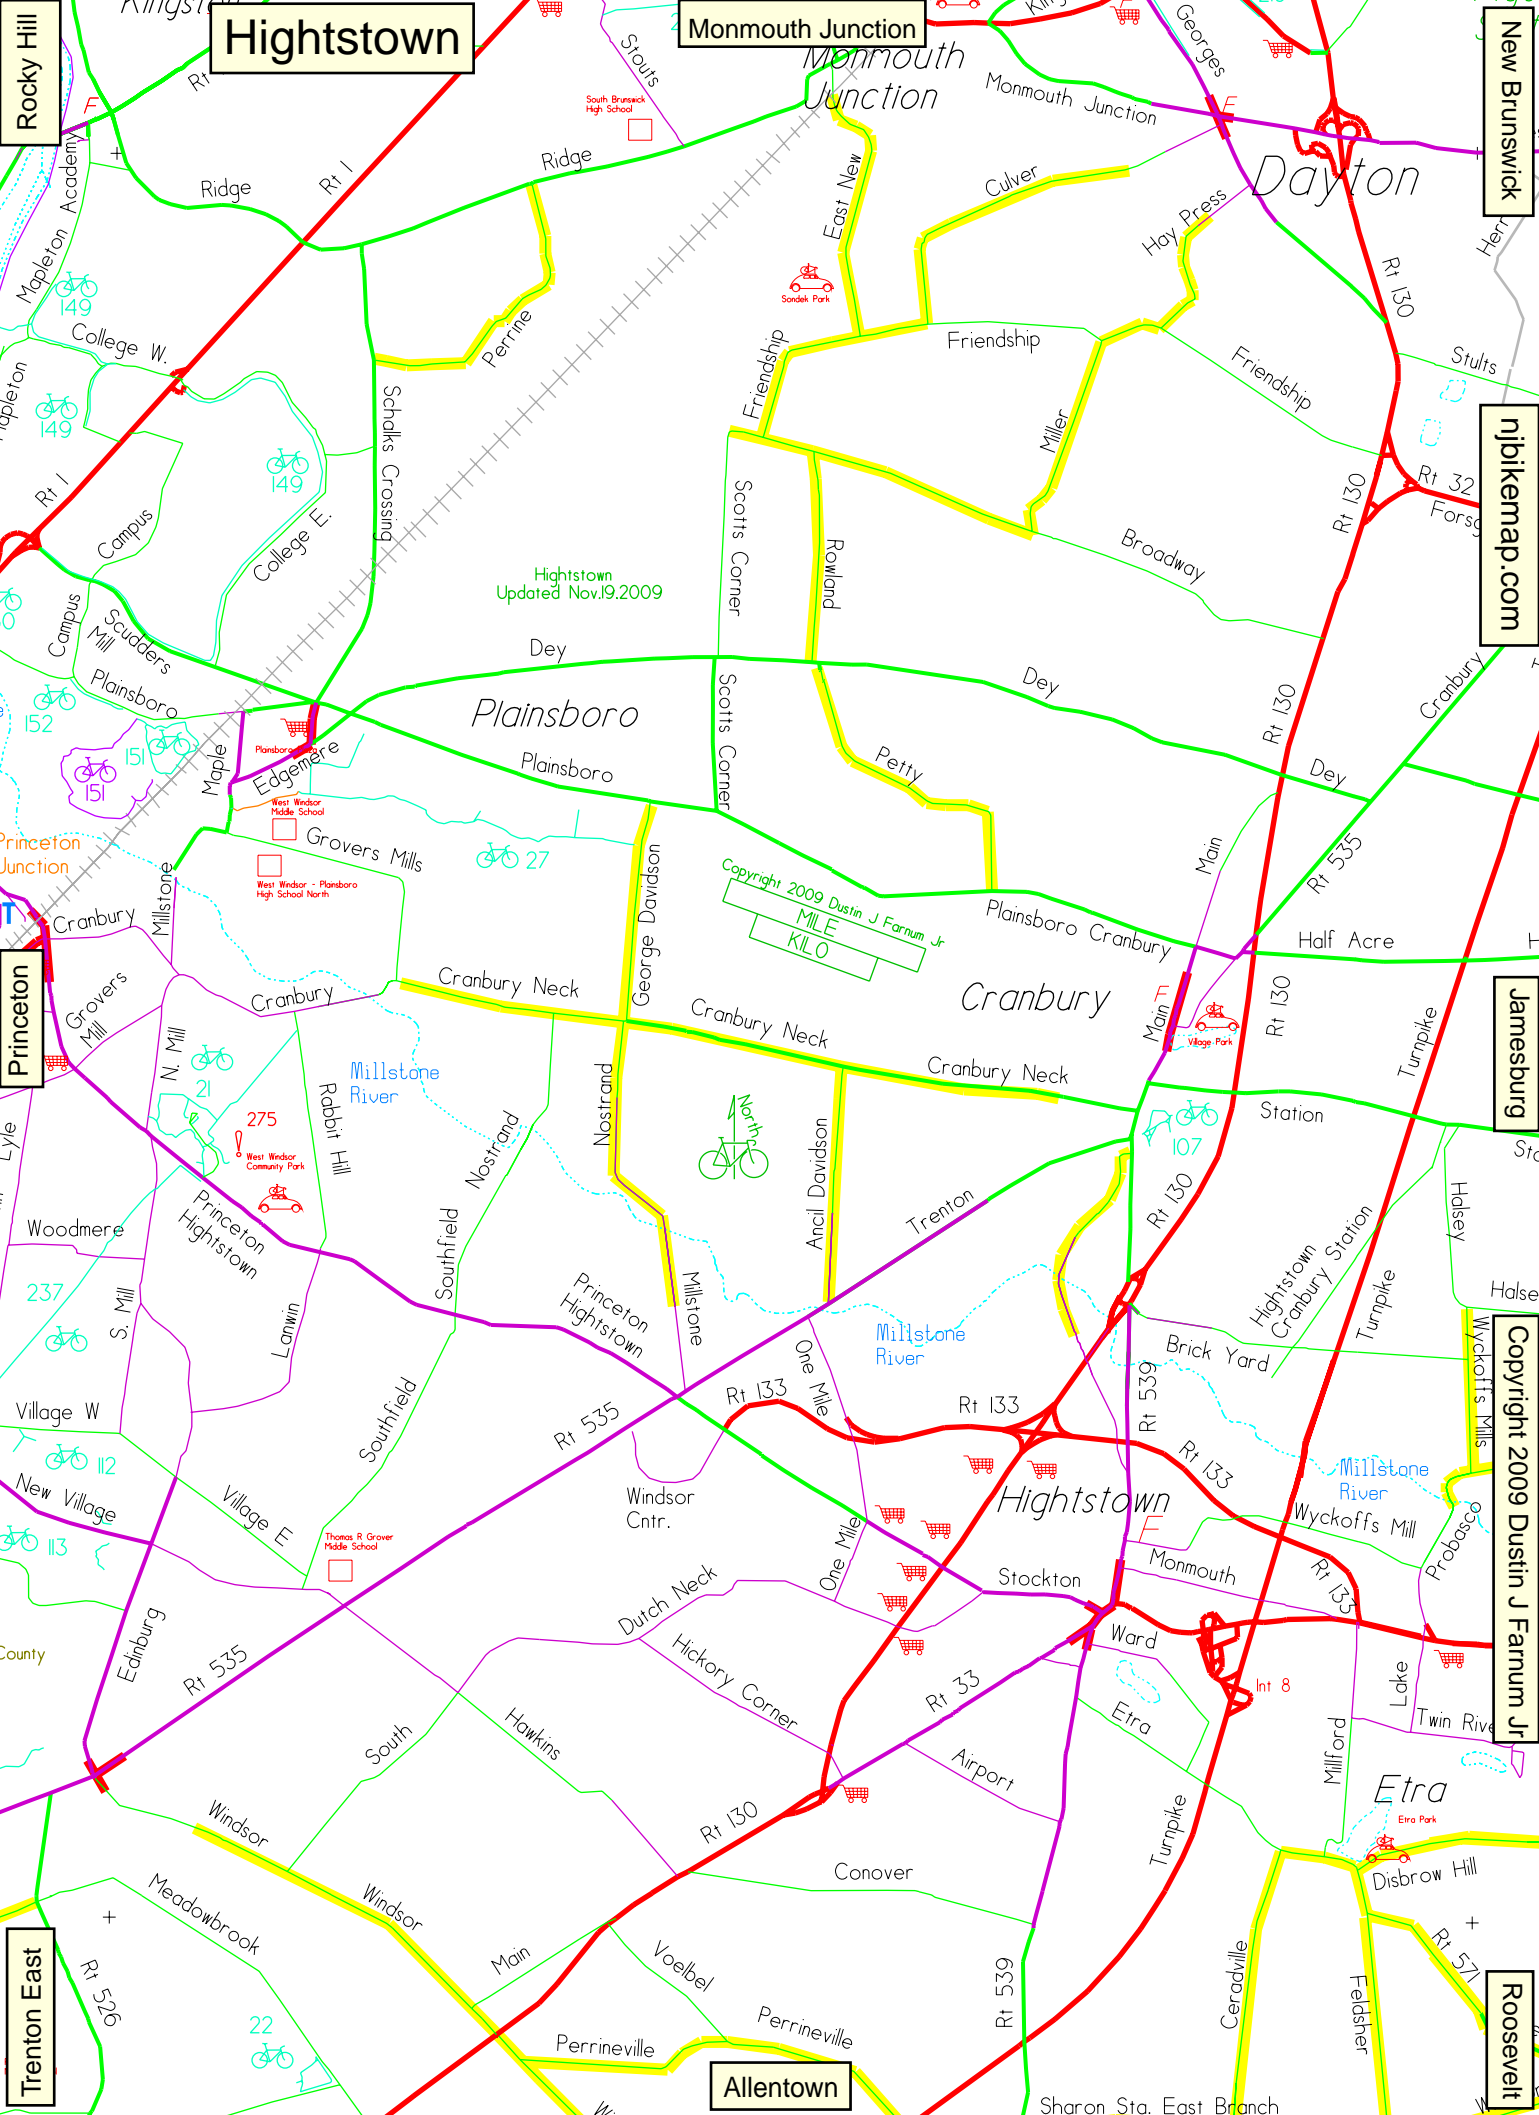 Hightstown
Monmouth Junction
Rocky Hill
New Brunswick
njbikemap.com
Princeton
Jamesburg
Copyright 2009 Dustin J Farnum Jr
Trenton East
Allentown
Roosevelt
Monmouth
Junction
Georges
Stouts
South Brunswick
High School
Monmouth Junction
F
F
Dayton
Ridge
Ridge
Rt 1
East New
Culver
Hay Press
Mapleton
Academy
149
College W.
149
149
Sondek Park
Perrine
Friendship
Friendship
Friendship
Rt 130
Stults
Schalks Crossing
Miller
Rt 1
Campus
College E.
Scotts Corner
Rowland
Broadway
Rt 130
Rt 32
Hightstown
Updated Nov.19.2009
Campus
Scudders
Mill
Dey
Dey
Dey
Plainsboro
152
151
151
Plainsboro
Maple
Edgemere
Plainsboro
Scotts Corner
Petty
Rt 130
Cranbury
West Windsor
Middle School
Grovers Mills
27
West Windsor - Plainsboro
High School North
Princeton
Junction
Cranbury
Millstone
George Davidson
Copyright 2009 Dustin J Farnum Jr
MILE
KILO
Main
Rt 535
Plainsboro Cranbury
Half Acre
Cranbury
Cranbury Neck
Cranbury Neck
Cranbury Neck
Cranbury
Grovers
Mill
F
Main
Village Park
Rt 130
Turnpike
N. Mill
21
Millstone
River
Rabbit Hill
275
West Windsor
Community Park
Nostrand
Nostrand
North
Ancil Davidson
107
Station
Lyle
Woodmere
Princeton
Hightstown
Southfield
Trenton
Rt 130
Halsey
Hightstown
Cranbury Station
237
S. Mill
Lanwin
Princeton
Hightstown
Millstone
Millstone
River
One Mile
Turnpike
Wyckoffs Mills
Brick Yard
Rt 539
Village W
112
Southfield
Rt 535
Rt 133
Rt 133
Rt 133
New Village
113
Village E
Windsor
Cntr.
Hightstown
F
Millstone
River
Wyckoffs Mill
Probasco
Thomas R Grover
Middle School
One Mile
Stockton
Monmouth
Rt 133
Dutch Neck
Hickory Corner
Ward
Edinburg
Rt 535
County
Rt 33
Int 8
Etra
Lake
Milford
South
Hawkins
Airport
Etra
Etra Park
Disbrow Hill
Windsor
Rt 130
Turnpike
Conover
Meadowbrook
Windsor
Main
Voelbel
Rt 526
22
Perrineville
Perrineville
Rt 539
Ceradville
Feldsher
Rt 571
Sharon Sta. East Branch